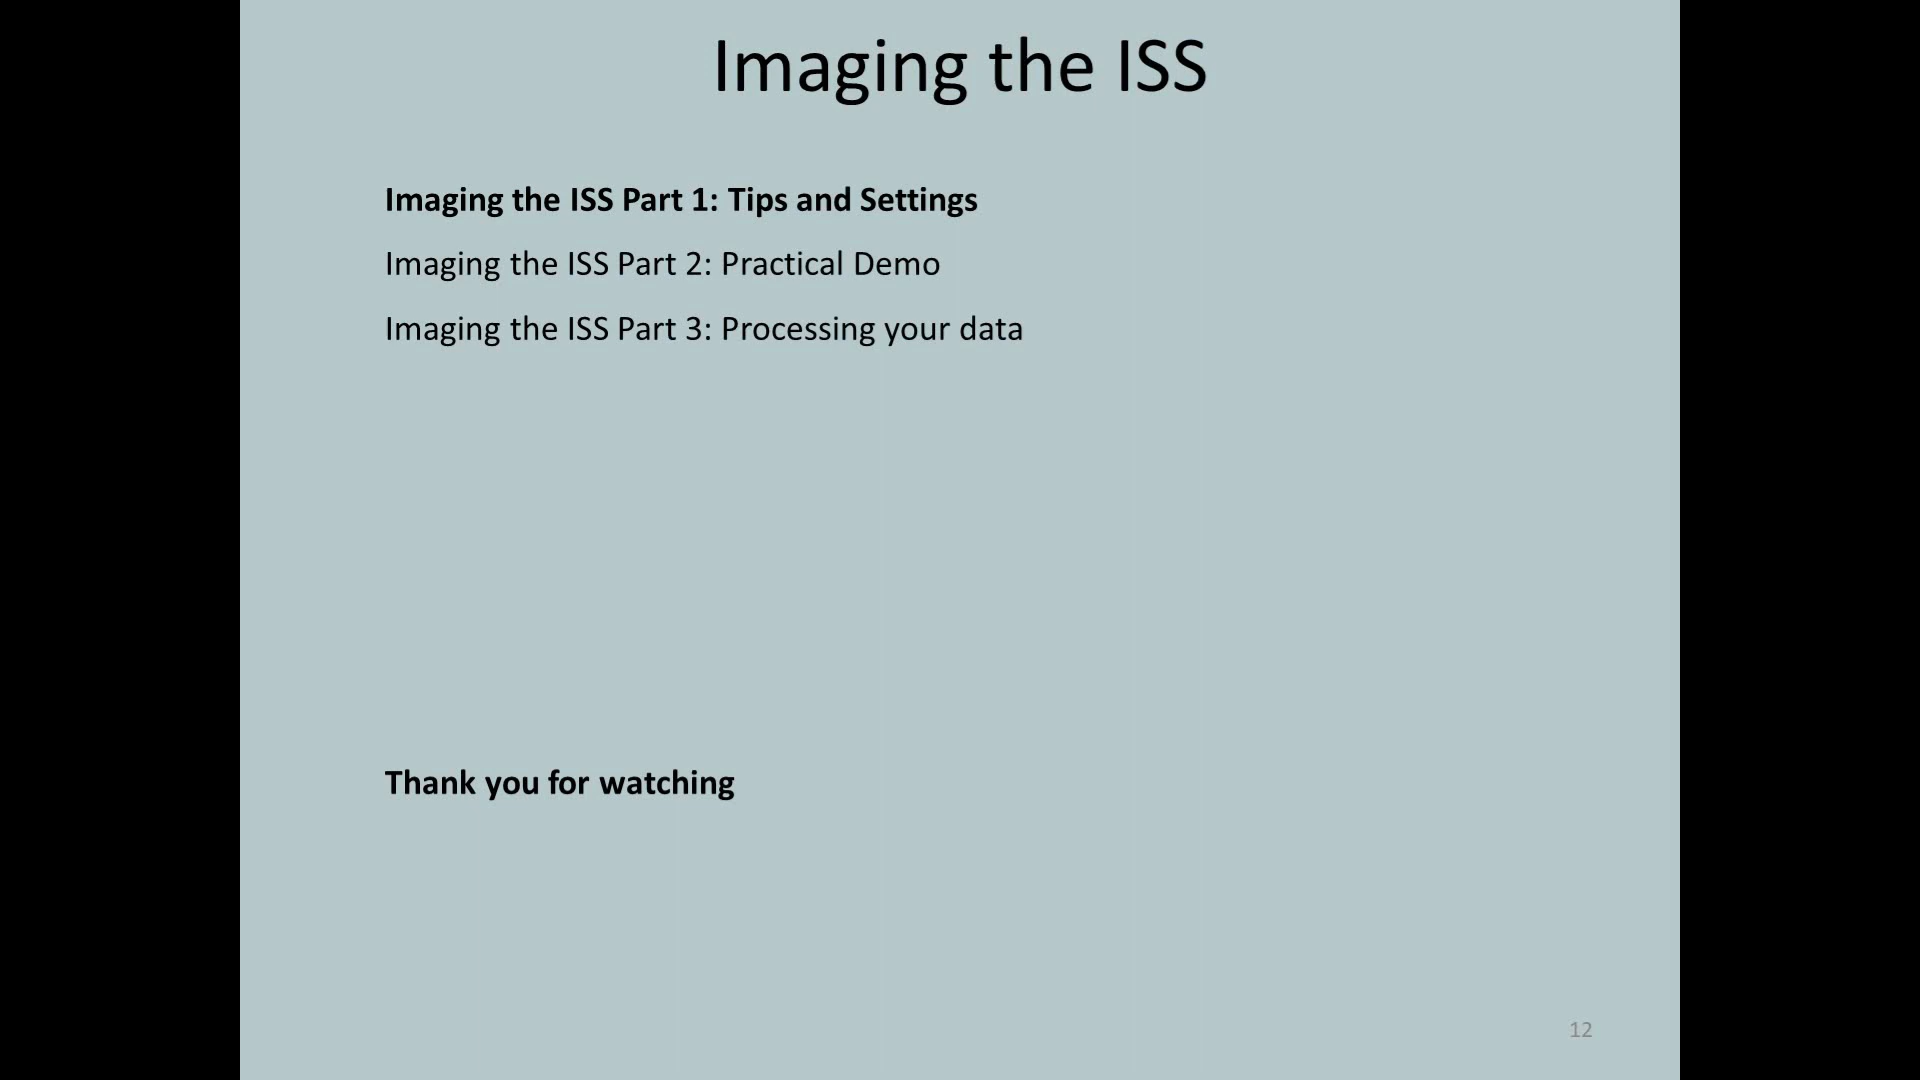 Imaging the ISS
Imaging the ISS Part 1: Tips and Settings
Imaging the ISS Part 2: Practical Demo
Imaging the ISS Part 3: Processing your data
Thank you for watching
12